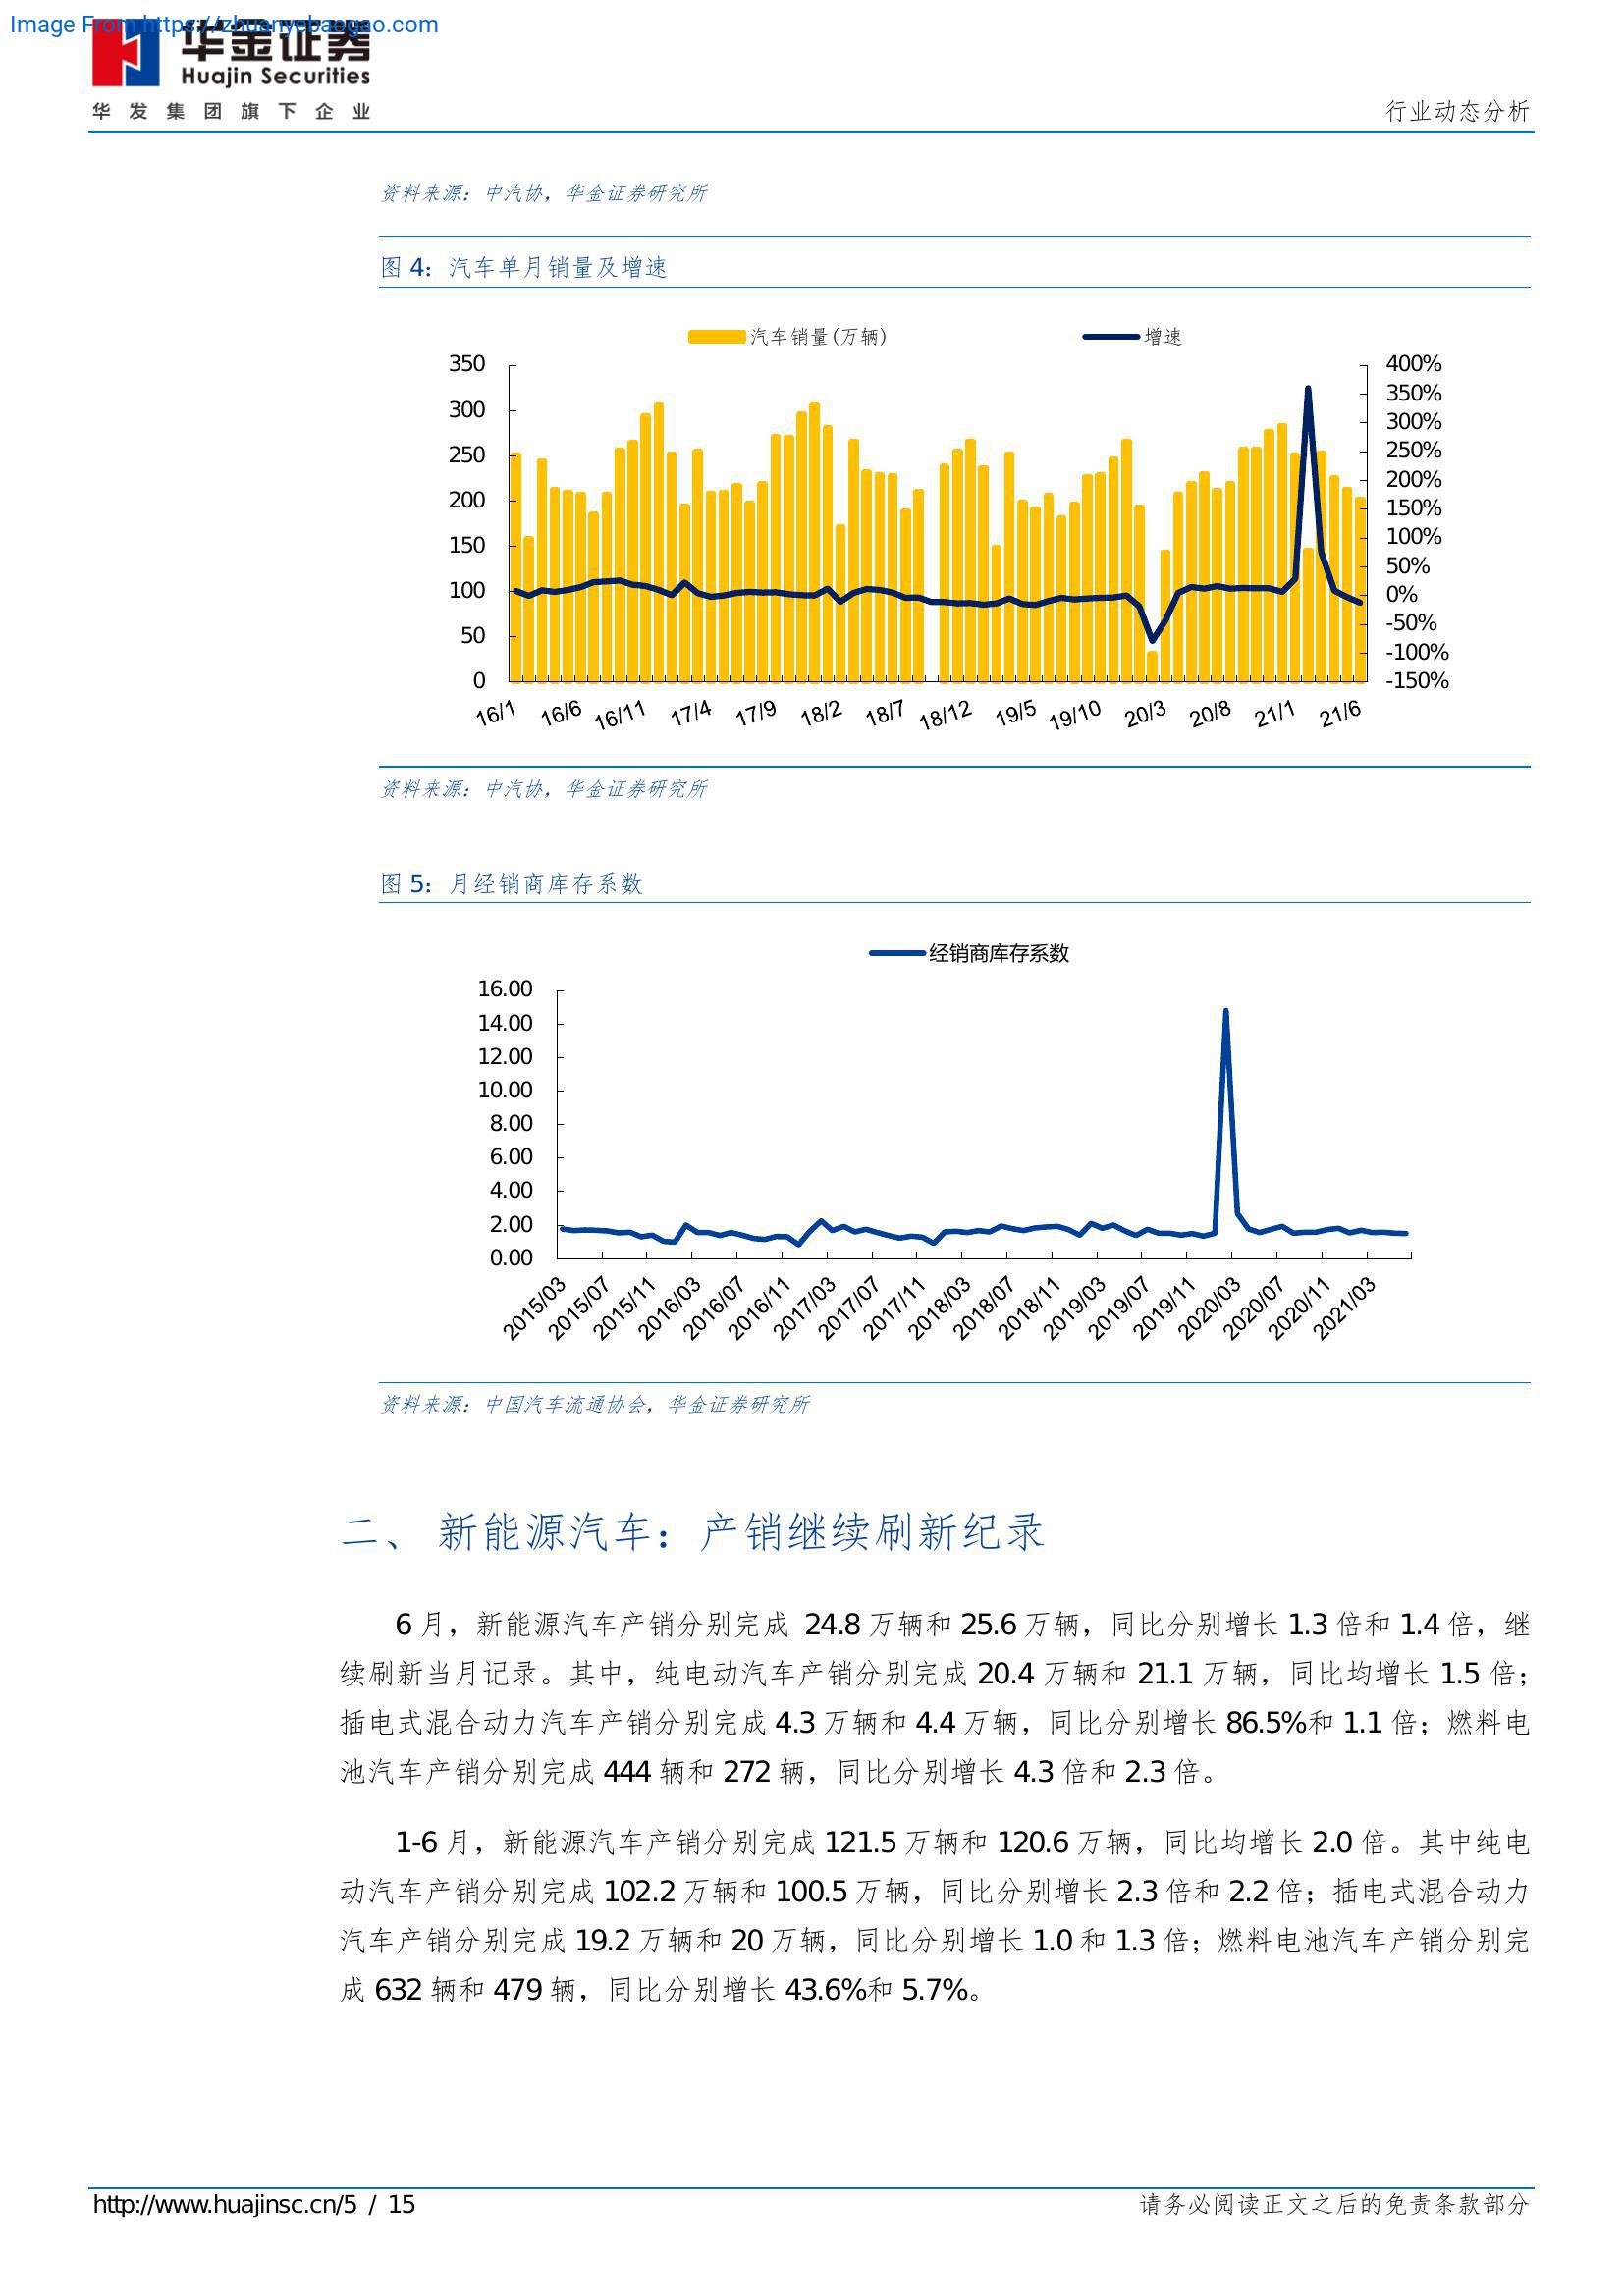 Image From https://zhuanyebaogao.com
华金证券
Huajin Securities
华发集团旗下企业
行业动态分析
资料来源：中汽协，华金证券研究所
图 4：汽车单月销量及增速
汽车销量(万辆) 增速
350 400%
350%
300 300%
250 250%
200%
200 150%
150 100%
50%
100 0%
50 -50%
-100%
0 -150%
16/1 16/6 16/11 17/4 17/9 18/2 18/7 18/12 19/5 19/10 20/3 20/8 21/1 21/6
资料来源：中汽协，华金证券研究所
图 5：月经销商库存系数
经销商库存系数
16.00
14.00
12.00
10.00
8.00
6.00
4.00
2.00
0.00
2015/03 2015/07 2015/11 2016/03 2016/07 2016/11 2017/03 2017/07 2017/11 2018/03 2018/07 2018/11 2019/03 2019/07 2019/11 2020/03 2020/07 2020/11 2021/03
资料来源：中国汽车流通协会，华金证券研究所
二、 新能源汽车：产销继续刷新纪录
6 月，新能源汽车产销分别完成 24.8 万辆和 25.6 万辆，同比分别增长 1.3 倍和 1.4 倍，继
续刷新当月记录。其中，纯电动汽车产销分别完成 20.4 万辆和 21.1 万辆，同比均增长 1.5 倍；
插电式混合动力汽车产销分别完成 4.3 万辆和 4.4 万辆，同比分别增长 86.5%和 1.1 倍；燃料电
池汽车产销分别完成 444 辆和 272 辆，同比分别增长 4.3 倍和 2.3 倍。
1-6 月，新能源汽车产销分别完成 121.5 万辆和 120.6 万辆，同比均增长 2.0 倍。其中纯电
动汽车产销分别完成 102.2 万辆和 100.5 万辆，同比分别增长 2.3 倍和 2.2 倍；插电式混合动力
汽车产销分别完成 19.2 万辆和 20 万辆，同比分别增长 1.0 和 1.3 倍；燃料电池汽车产销分别完
成 632 辆和 479 辆，同比分别增长 43.6%和 5.7%。
http://www.huajinsc.cn/5 / 15
请务必阅读正文之后的免责条款部分